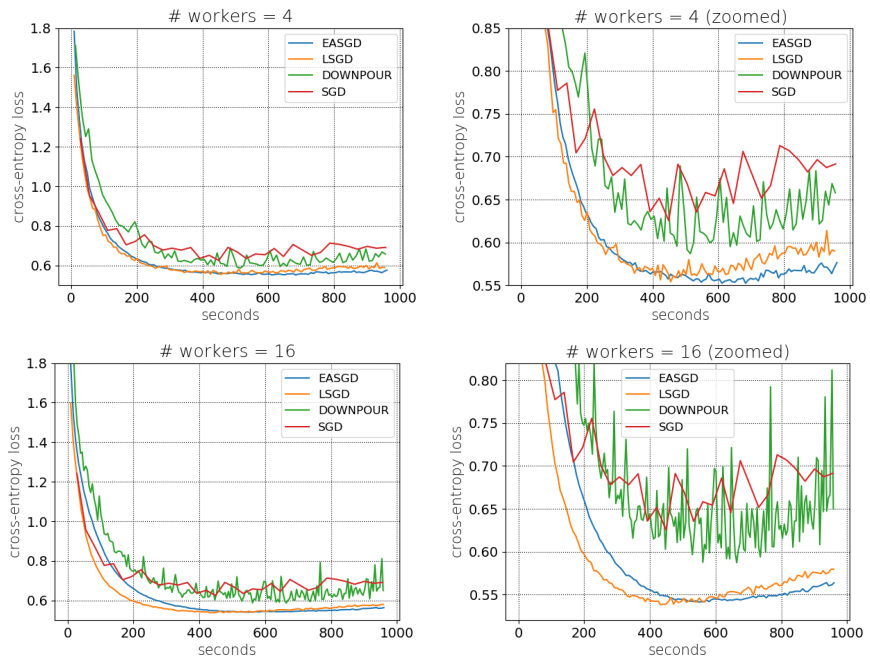 # workers = 4
cross-entropy loss
1.8
1.6
1.4
1.2
1.0
0.8
0.6
EASGD
LSGD
DOWNPOUR
SGD
0 200 400 600 800 1000
seconds
# workers = 4 (zoomed)
cross-entropy loss
0.85
0.80
0.75
0.70
0.65
0.60
0.55
EASGD
LSGD
DOWNPOUR
SGD
0 200 400 600 800 1000
seconds
# workers = 16
cross-entropy loss
1.8
1.6
1.4
1.2
1.0
0.8
0.6
EASGD
LSGD
DOWNPOUR
SGD
0 200 400 600 800 1000
seconds
# workers = 16 (zoomed)
cross-entropy loss
0.80
0.75
0.70
0.65
0.60
0.55
EASGD
LSGD
DOWNPOUR
SGD
0 200 400 600 800 1000
seconds